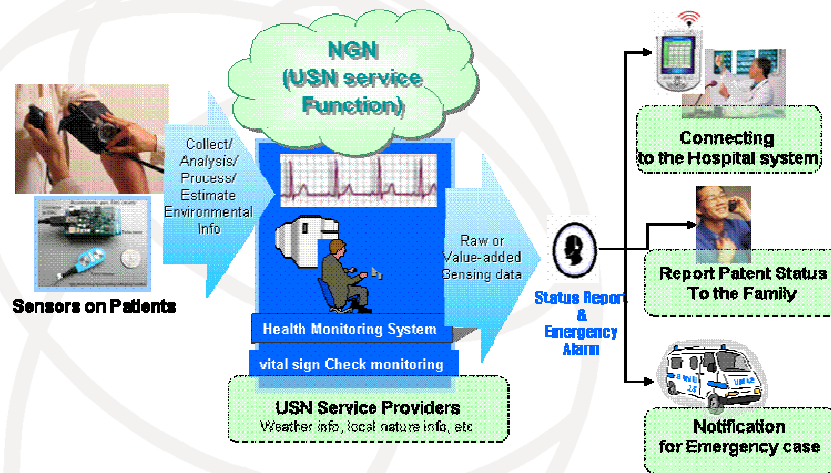 NGN
(USN service
Function)
Collect/
Analysis/
Process/
Estimate
Environmental
Info
Sensors on Patients
Health Monitoring System
vital sign Check monitoring
USN Service Providers
Weather info, local nature info, etc
Raw or
Value-added
Sensing data
Status Report
&
Emergency
Alarm
Connecting
to the Hospital system
Report Patent Status
To the Family
Notification
for Emergency case